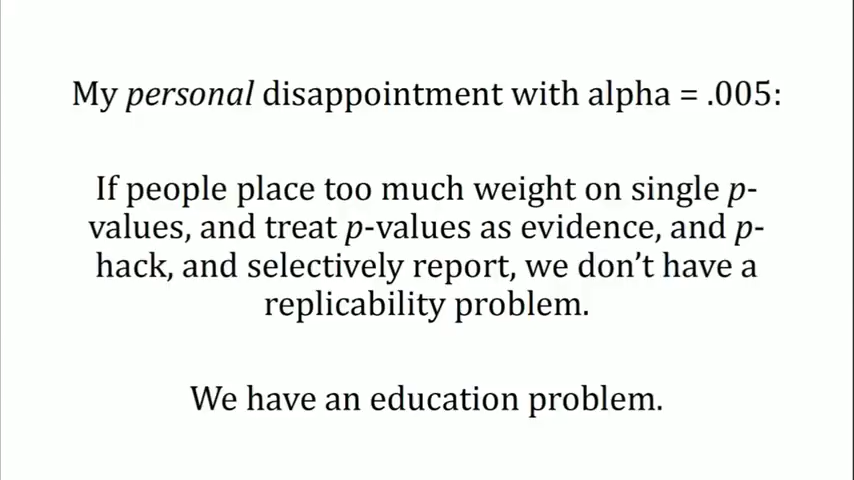 My personal disappointment with alpha = .005:
If people place too much weight on single p-
values, and treat p-values as evidence, and p-
hack, and selectively report, we don’t have a
replicability problem.
We have an education problem.